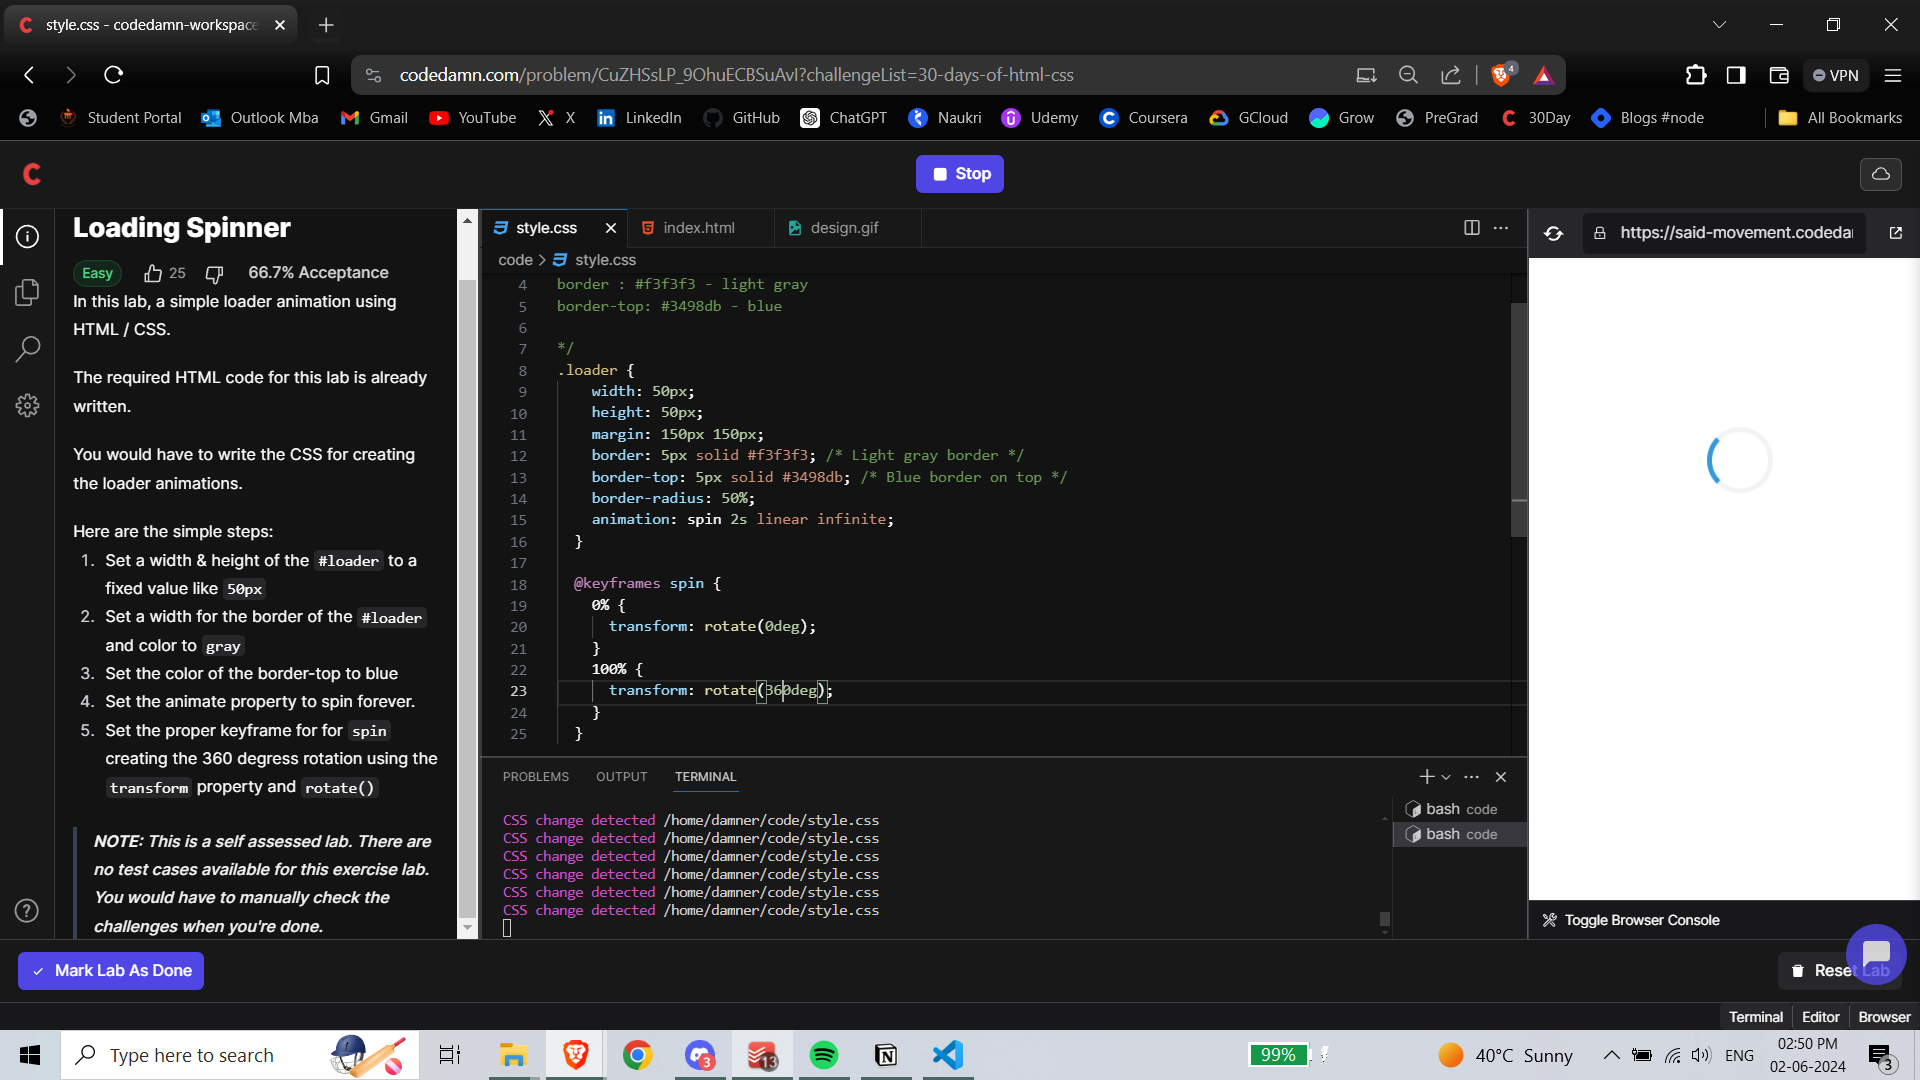 style.css - codedamn-workspace
codedamn.com/problem/CuZHSsLP_9OhuECBSuAvI?challengeList=30-days-of-html-css
4
VPN
Student Portal
Outlook Mba
Gmail
YouTube
X
LinkedIn
GitHub
ChatGPT
Naukri
Udemy
Coursera
GCloud
Grow
PreGrad
30Day
Blogs #node
All Bookmarks
Stop
Loading Spinner
Easy 25 66.7% Acceptance
In this lab, a simple loader animation using
HTML / CSS.
The required HTML code for this lab is already
written.
You would have to write the CSS for creating
the loader animations.
Here are the simple steps:
1. Set a width & height of the #loader to a
fixed value like 50px
2. Set a width for the border of the #loader
and color to gray
3. Set the color of the border-top to blue
4. Set the animate property to spin forever.
5. Set the proper keyframe for for spin
creating the 360 degress rotation using the
transform property and rotate()
NOTE: This is a self assessed lab. There are
no test cases available for this exercise lab.
You would have to manually check the
challenges when you're done.
Mark Lab As Done
style.css
index.html
design.gif
code > style.css
4 border : #f3f3f3 - light gray
5 border-top: #3498db - blue
6
7 */
8 .loader {
9 width: 50px;
10 height: 50px;
11 margin: 150px 150px;
12 border: 5px solid #f3f3f3; /* Light gray border */
13 border-top: 5px solid #3498db; /* Blue border on top */
14 border-radius: 50%;
15 animation: spin 2s linear infinite;
16 }
17
18 @keyframes spin {
19 0% {
20 transform: rotate(0deg);
21 }
22 100% {
23 transform: rotate(360deg);
24 }
25 }
PROBLEMS OUTPUT TERMINAL
CSS change detected /home/damner/code/style.css
CSS change detected /home/damner/code/style.css
CSS change detected /home/damner/code/style.css
CSS change detected /home/damner/code/style.css
CSS change detected /home/damner/code/style.css
CSS change detected /home/damner/code/style.css
bash code
bash code
https://said-movement.codedar
Toggle Browser Console
Reset Lab
Terminal Editor Browser
Type here to search
3
13
99%
40°C Sunny
ENG
02:50 PM
02-06-2024
3